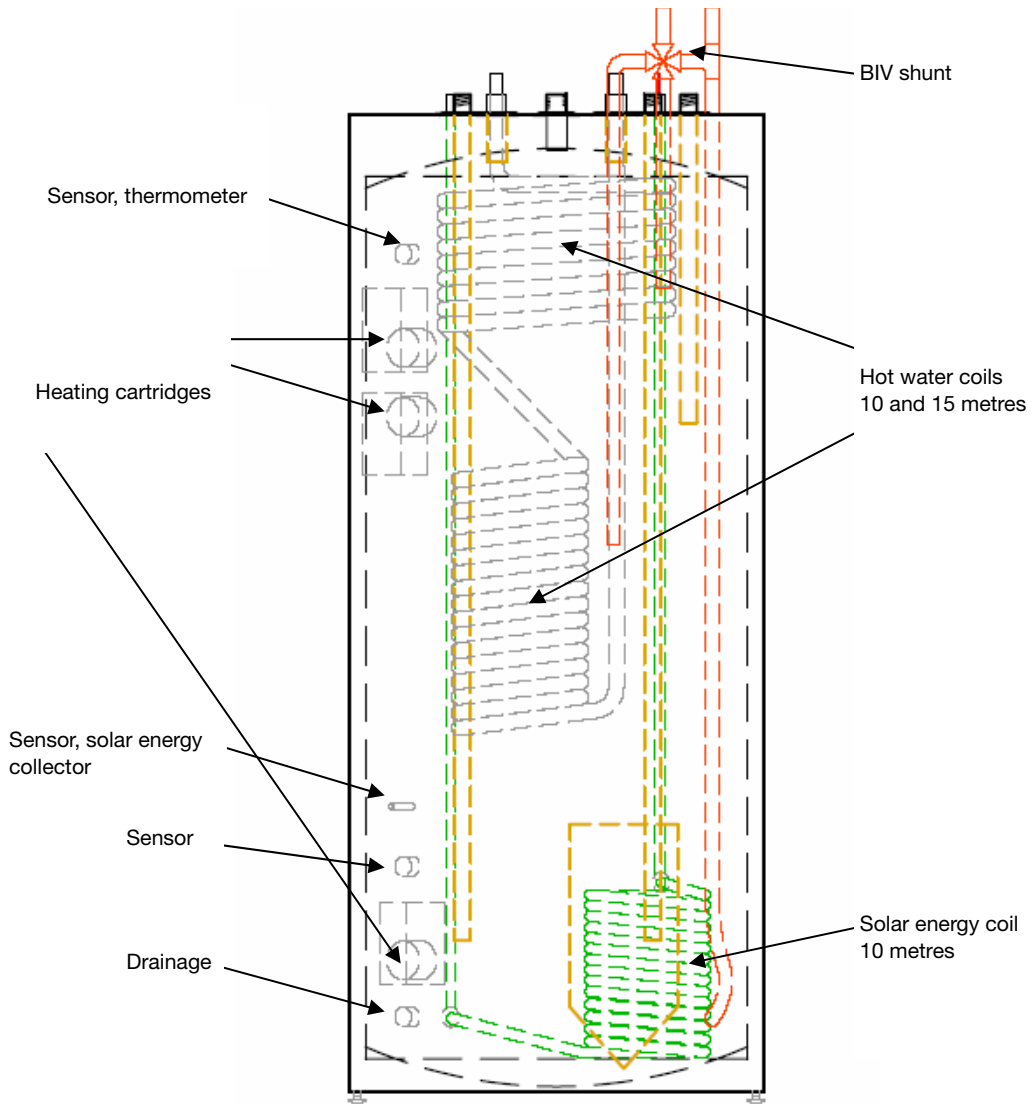 BIV shunt
Sensor, thermometer
Heating cartridges
Hot water coils
10 and 15 metres
Sensor, solar energy
collector
Sensor
Drainage
Solar energy coil
10 metres